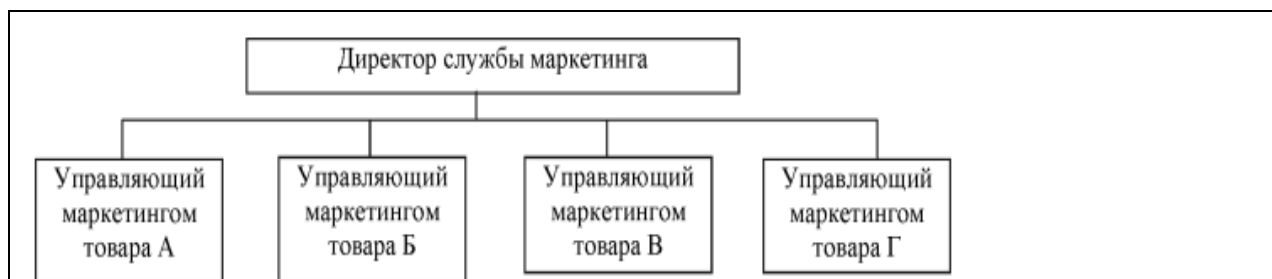 Директор службы маркетинга
Управляющий
маркетингом
товара А
Управляющий
маркетингом
товара Б
Управляющий
маркетингом
товара В
Управляющий
маркетингом
товара Г